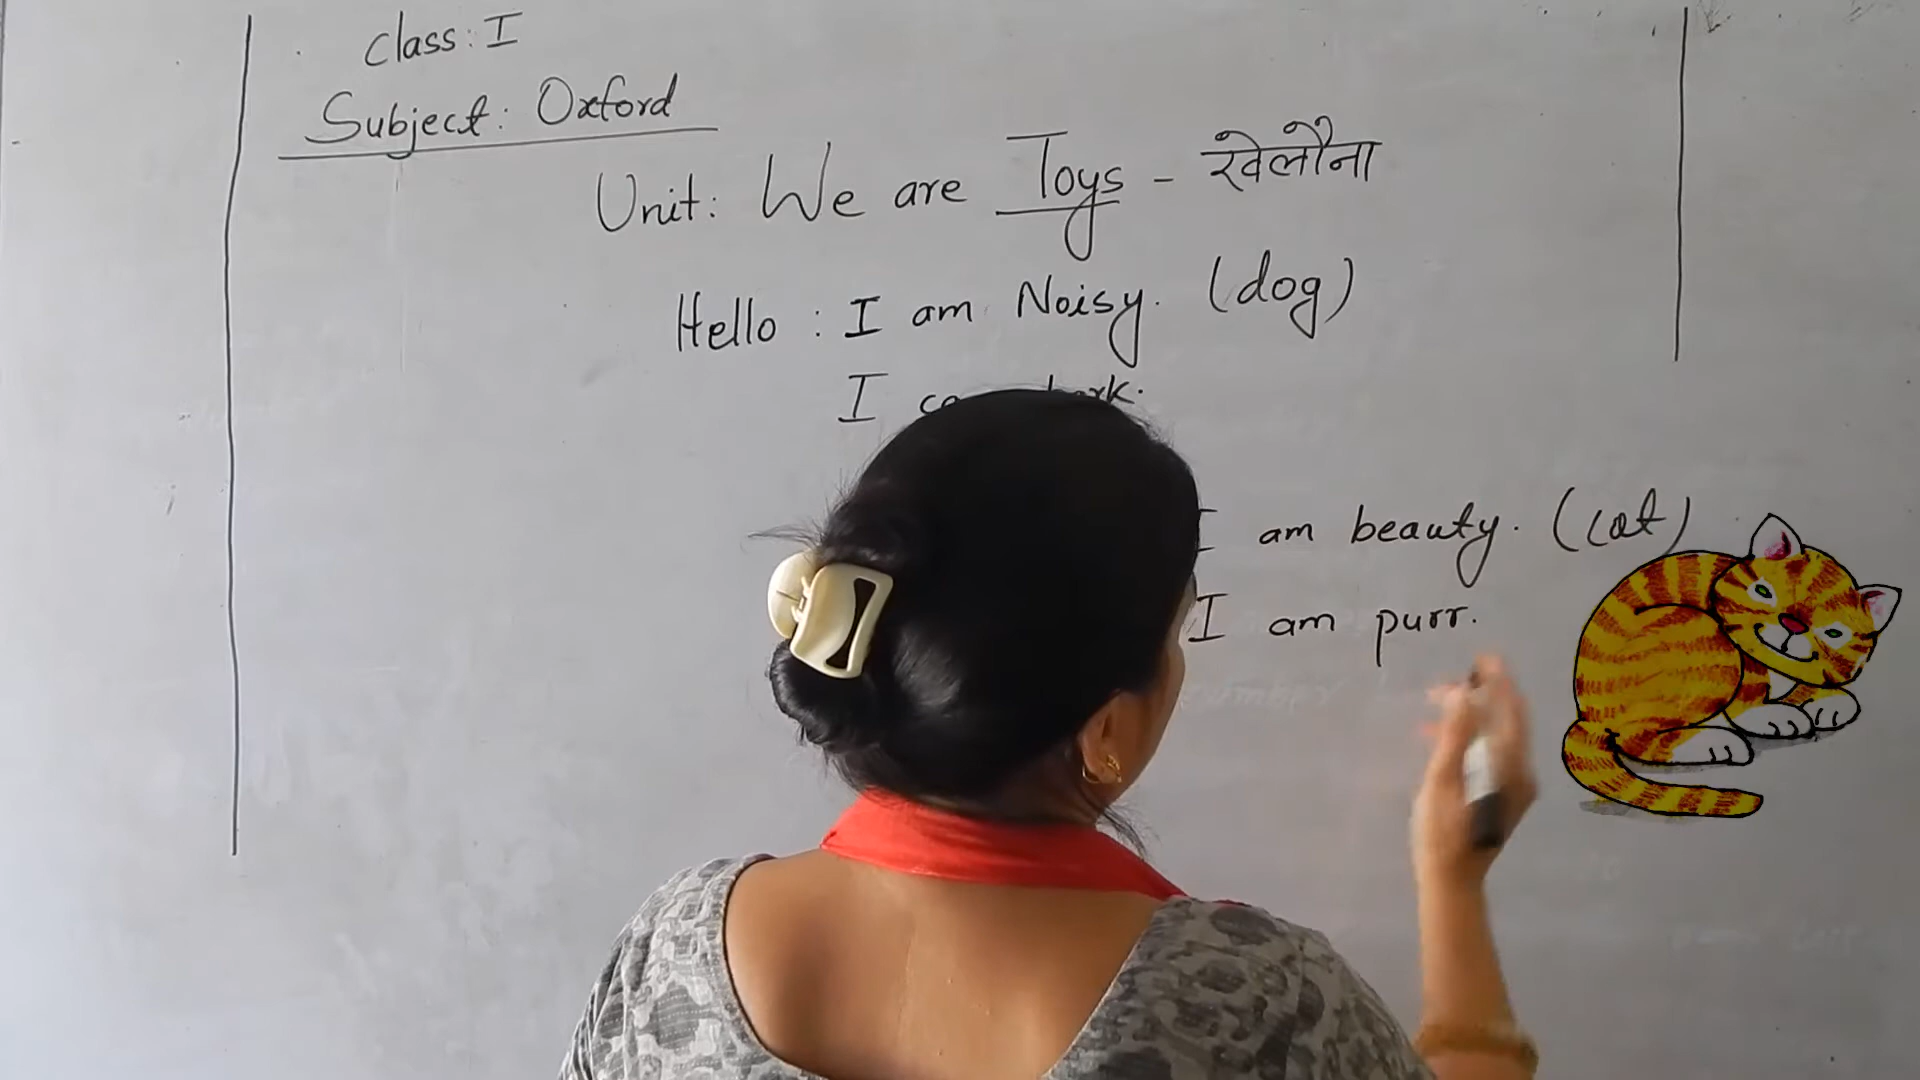 Class: I
Subject: Oxford
Unit: We are Toys - खेलौना
Hello : I am Noisy. (dog)
I
I am beauty. (cat)
I am purr.